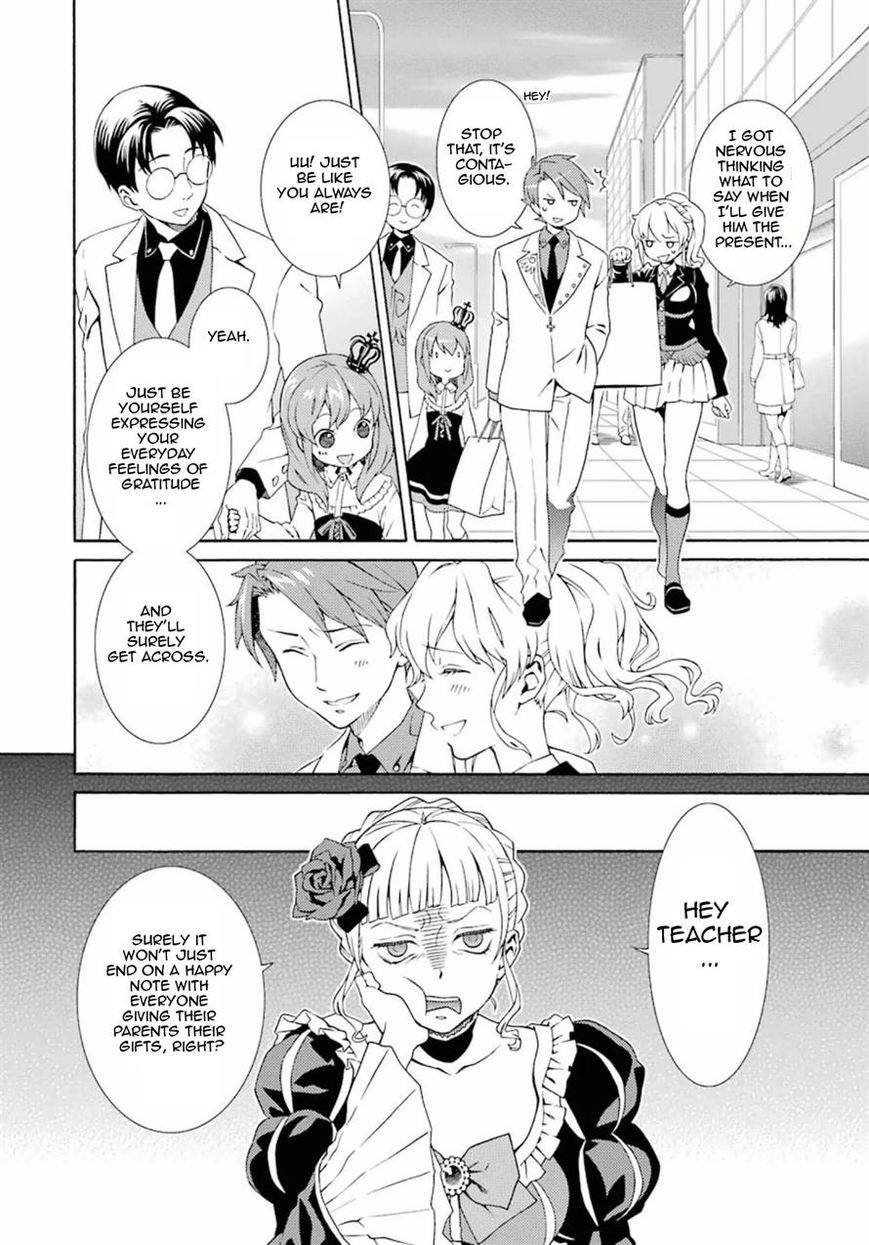 I GOT
NERVOUS
THINKING
WHAT TO
SAY WHEN
I'LL GIVE
HIM THE
PRESENT...
HEY!
STOP
THAT, IT'S
CONTA-
GIOUS.
UU! JUST
BE LIKE
YOU ALWAYS
ARE!
YEAH.
JUST BE
YOURSELF
EXPRESSING
YOUR
EVERYDAY
FEELINGS OF
GRATITUDE
...
AND
THEY'LL
SURELY
GET ACROSS.
HEY
TEACHER
...
SURELY IT
WON'T JUST
END ON A HAPPY
NOTE WITH
EVERYONE
GIVING THEIR
PARENTS THEIR
GIFTS, RIGHT?